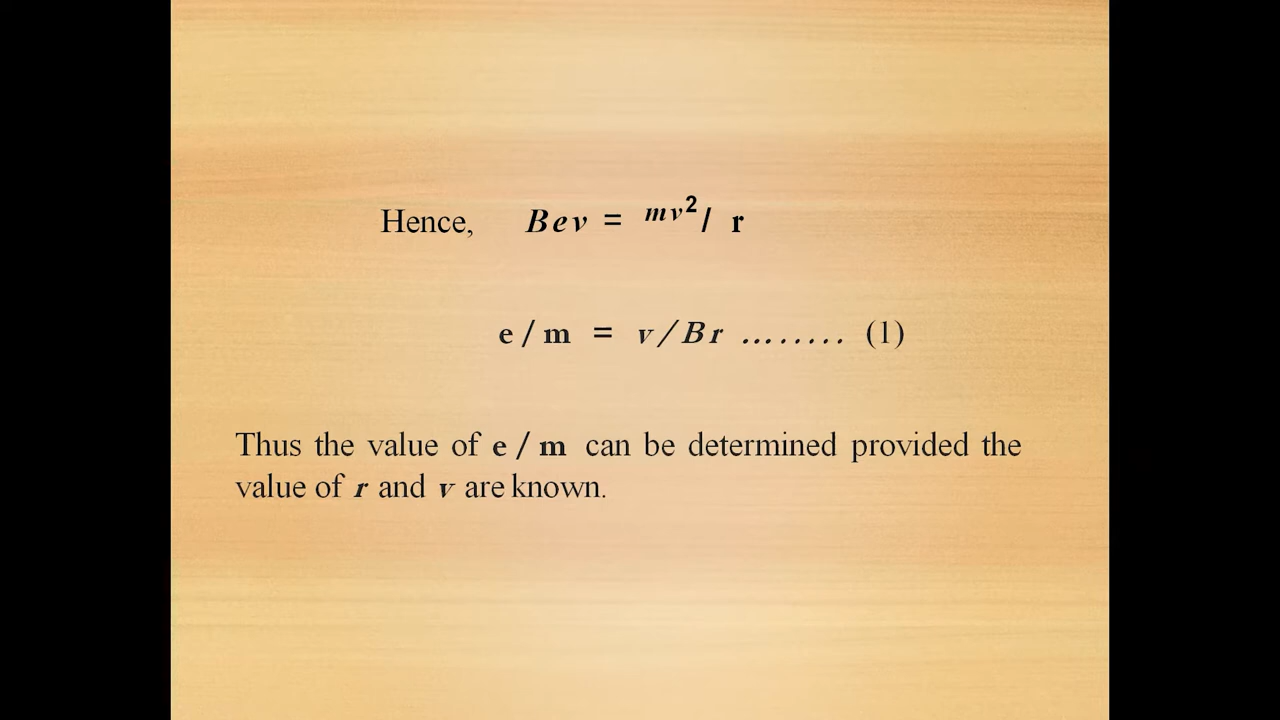 Hence, Bev = mv²/ r
e / m = v/Br ........ (1)
Thus the value of e / m can be determined provided the
value of r and v are known.